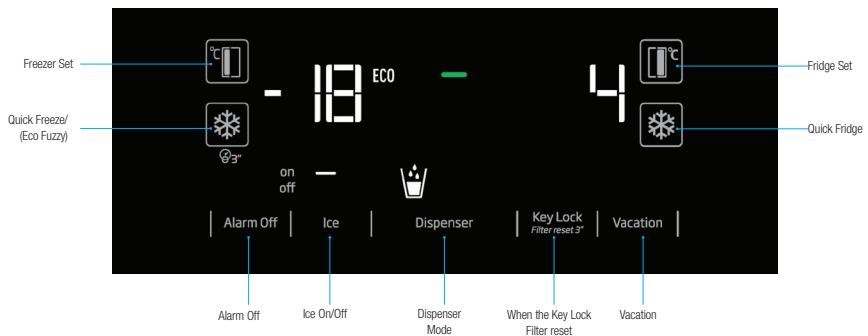 Freezer Set
°C
- 18 ECO
4
°C
Fridge Set
Quick Freeze/
(Eco Fuzzy)
3"
Quick Fridge
on
off
Alarm Off
Ice
Dispenser
Key Lock
Filter reset 3"
Vacation
Alarm Off
Ice On/Off
Dispenser
Mode
When the Key Lock
Filter reset
Vacation